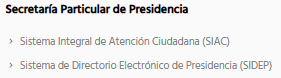 Secretaría Particular de Presidencia
> Sistema Integral de Atención Ciudadana (SIAC)
> Sistema de Directorio Electrónico de Presidencia (SIDEP)